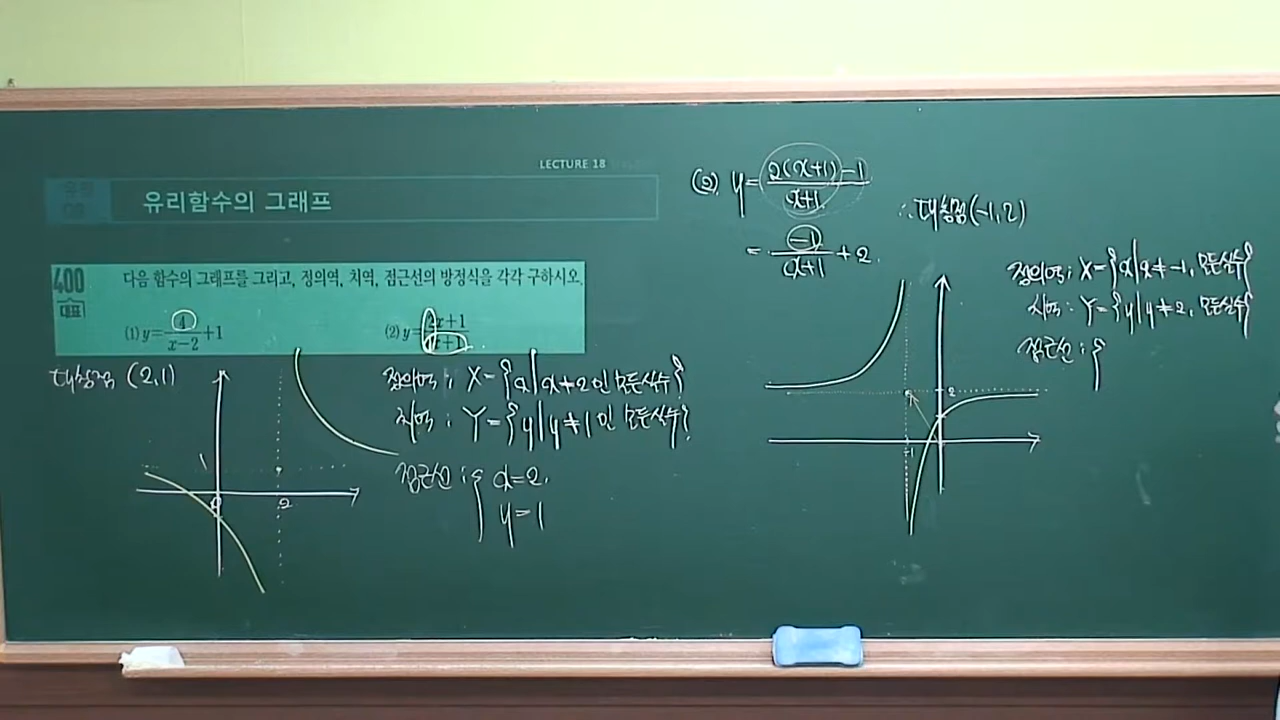 LECTURE 18
유리함수의 그래프
400
대표
다음 함수의 그래프를 그리고, 정의역, 치역, 점근선의 방정식을 각각 구하시오.
(1) y=4/(x-2)+1
(2) y=(2x+1)/(x+1)
대칭점 (2,1)
1
0
2
정의역 : X={x|x≠2인 모든실수}
치역 : Y={y|y≠1인 모든실수}
점근선 : { x=2.
y=1
(2) y=(2(x+1)-1)/(x+1)
= (-1)/(x+1) +2.
∴ 대칭점(-1,2)
2
-1
정의역 : X={x|x≠-1, 모든실수}
치역 : Y={y|y≠2, 모든실수}
점근선 : {